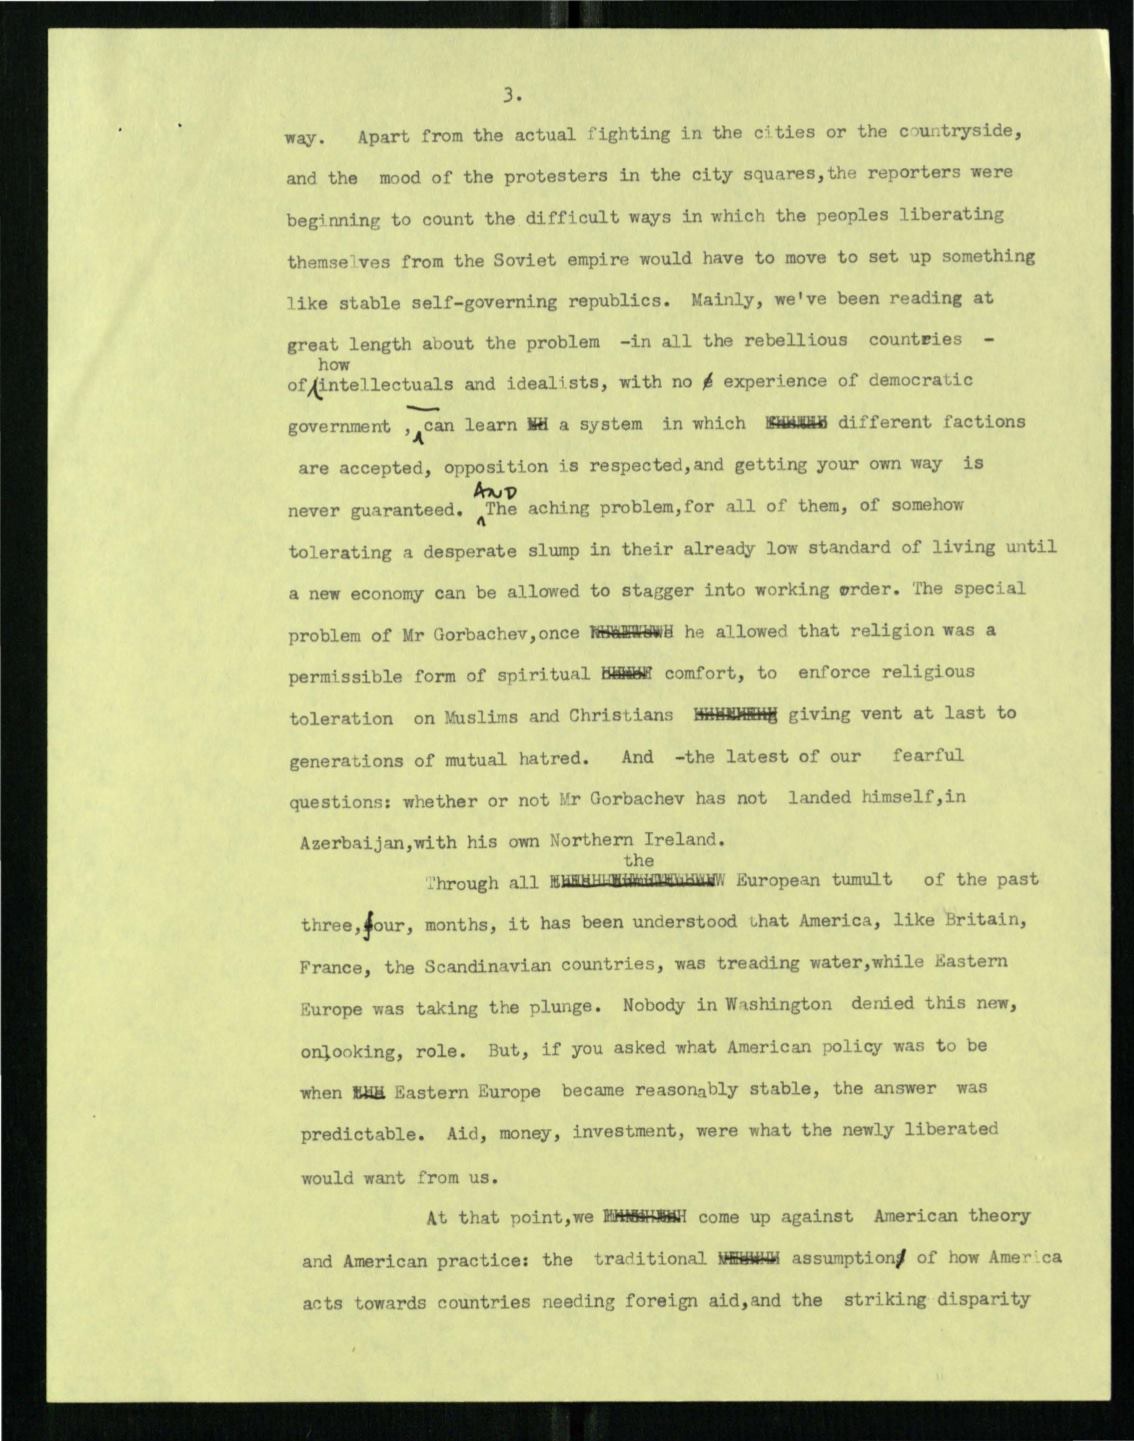 3.
way. Apart from the actual fighting in the cities or the countryside,
and the mood of the protesters in the city squares,the reporters were
beginning to count the difficult ways in which the peoples liberating
themselves from the Soviet empire would have to move to set up something
like stable self-governing republics. Mainly, we've been reading at
great length about the problem -in all the rebellious countries -
how
of intellectuals and idealists, with no experience of democratic
government , can learn a system in which different factions
are accepted, opposition is respected,and getting your own way is
AND
never guaranteed. The aching problem,for all of them, of somehow
tolerating a desperate slump in their already low standard of living until
a new economy can be allowed to stagger into working order. The special
problem of Mr Gorbachev,once he allowed that religion was a
permissible form of spiritual comfort, to enforce religious
toleration on Muslims and Christians giving vent at last to
generations of mutual hatred. And -the latest of our fearful
questions: whether or not Mr Gorbachev has not landed himself,in
Azerbaijan,with his own Northern Ireland.
the
Through all European tumult of the past
three,four, months, it has been understood that America, like Britain,
France, the Scandinavian countries, was treading water,while Eastern
Europe was taking the plunge. Nobody in Washington denied this new,
onlooking, role. But, if you asked what American policy was to be
when Eastern Europe became reasonably stable, the answer was
predictable. Aid, money, investment, were what the newly liberated
would want from us.
At that point,we come up against American theory
and American practice: the traditional assumption of how America
acts towards countries needing foreign aid,and the striking disparity